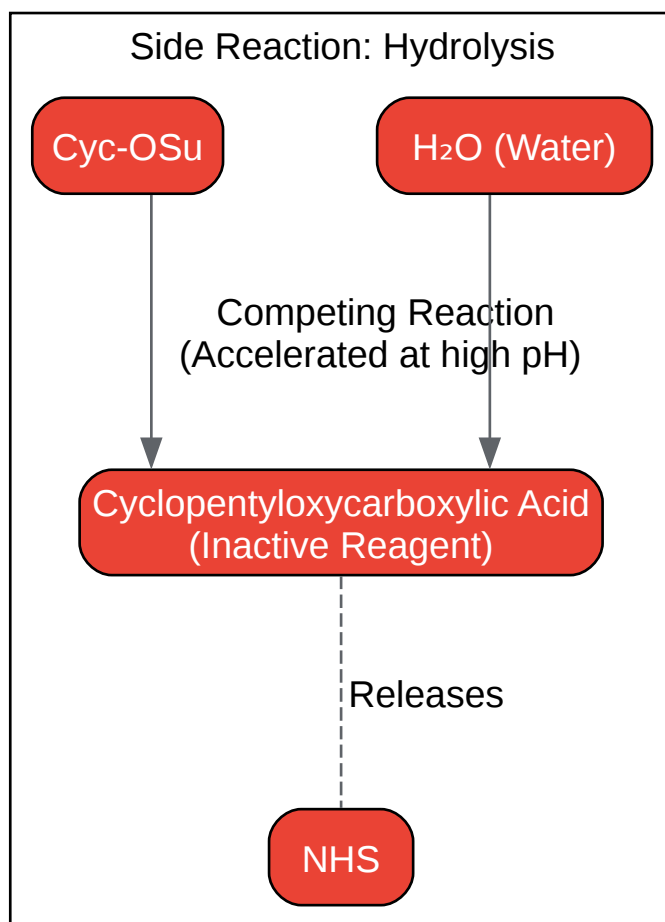 Side Reaction: Hydrolysis
Cyc-OSu
H₂O (Water)
Competing Reaction
(Accelerated at high pH)
Cyclopentyloxycarboxylic Acid
(Inactive Reagent)
Releases
NHS